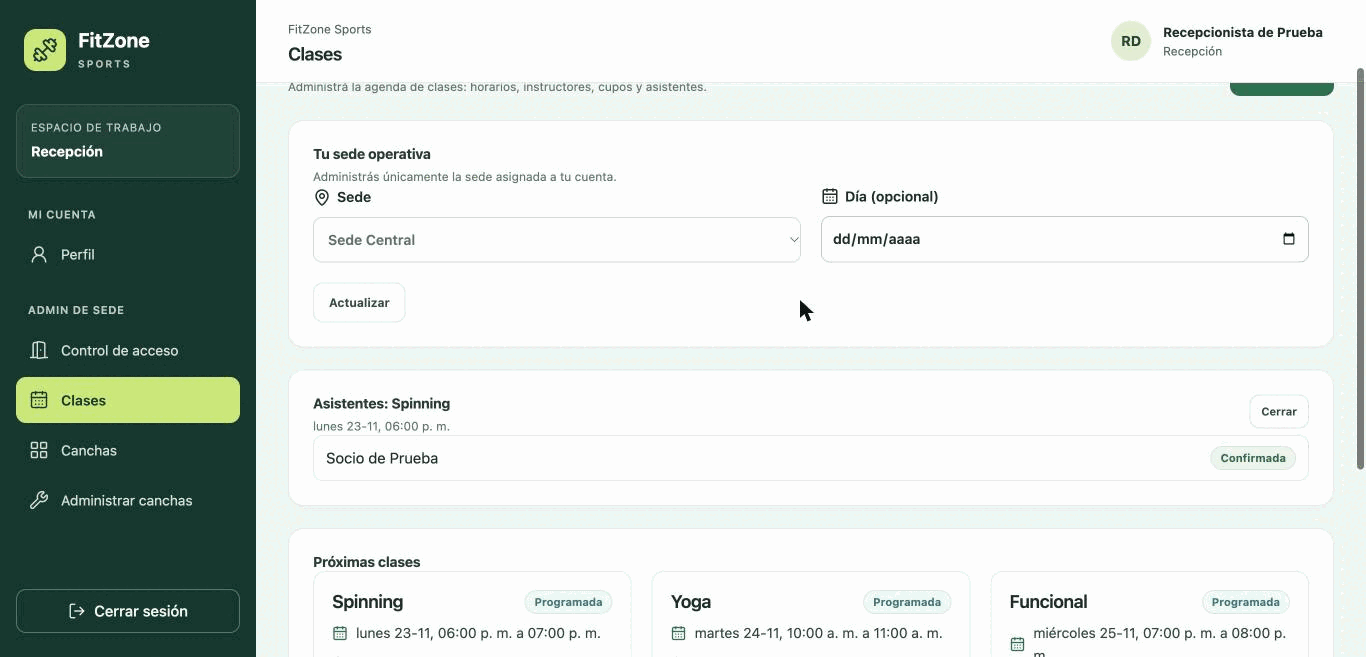 FitZone
SPORTS
ESPACIO DE TRABAJO
Recepción
MI CUENTA
Perfil
ADMIN DE SEDE
Control de acceso
Clases
Canchas
Administrar canchas
Cerrar sesión
FitZone Sports
Clases
RD
Recepcionista de Prueba
Recepción
Administrá la agenda de clases: horarios, instructores, cupos y asistentes.
Tu sede operativa
Administrás únicamente la sede asignada a tu cuenta.
Sede
Día (opcional)
Sede Central
dd/mm/aaaa
Actualizar
Asistentes: Spinning
Cerrar
lunes 23-11, 06:00 p. m.
Socio de Prueba
Confirmada
Próximas clases
Spinning
Programada
lunes 23-11, 06:00 p. m. a 07:00 p. m.
Yoga
Programada
martes 24-11, 10:00 a. m. a 11:00 a. m.
Funcional
Programada
miércoles 25-11, 07:00 p. m. a 08:00 p.
m.